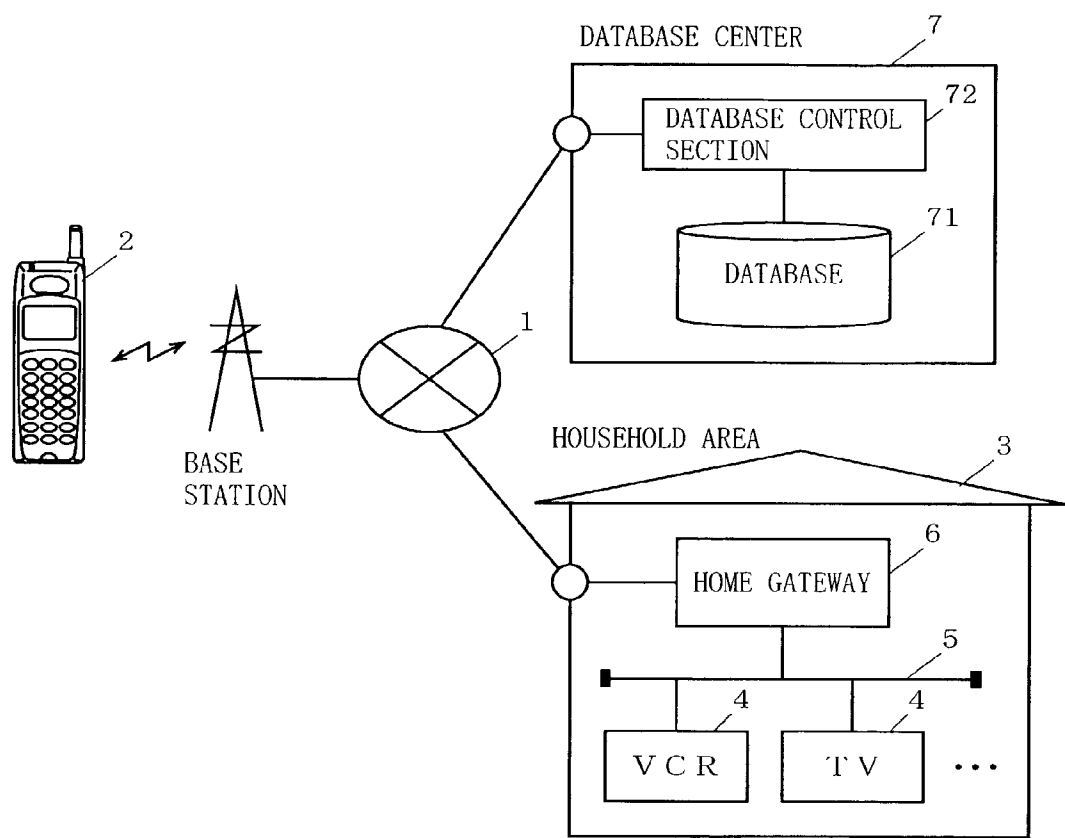 DATABASE CENTER
7
72
DATABASE CONTROL
SECTION
71
DATABASE
2
1
BASE
STATION
HOUSEHOLD AREA
3
6
HOME GATEWAY
5
4
4
VCR
TV
...